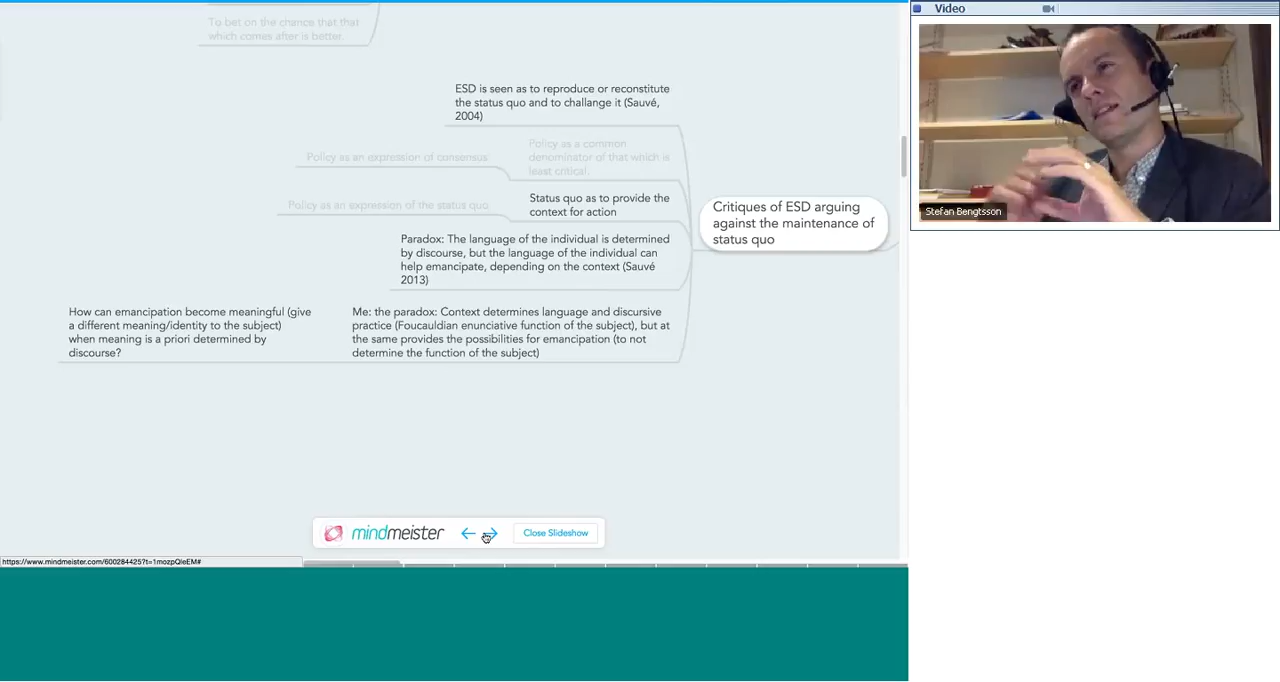 To bet on the chance that that
which comes after is better.
ESD is seen as to reproduce or reconstitute
the status quo and to challange it (Sauvé,
2004)
Policy as an expression of consensus
Policy as a common
denominator of that which is
least critical.
Policy as an expression of the status quo
Status quo as to provide the
context for action
Critiques of ESD arguing
against the maintenance of
status quo
Paradox: The language of the individual is determined
by discourse, but the language of the individual can
help emancipate, depending on the context (Sauvé
2013)
How can emancipation become meaningful (give
a different meaning/identity to the subject)
when meaning is a priori determined by
discourse?
Me: the paradox: Context determines language and discursive
practice (Foucauldian enunciative function of the subject), but at
the same provides the possibilities for emancipation (to not
determine the function of the subject)
mindmeister
Close Slideshow
https://www.mindmeister.com/600284425?t=1mozpQleEM#
Video
Stefan Bengtsson